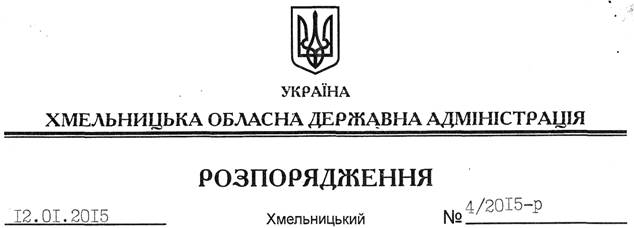 УКРАЇНА
ХМЕЛЬНИЦЬКА ОБЛАСНА ДЕРЖАВНА АДМІНІСТРАЦІЯ
РОЗПОРЯДЖЕННЯ
12.01.2015 Хмельницький № 4/2015-р